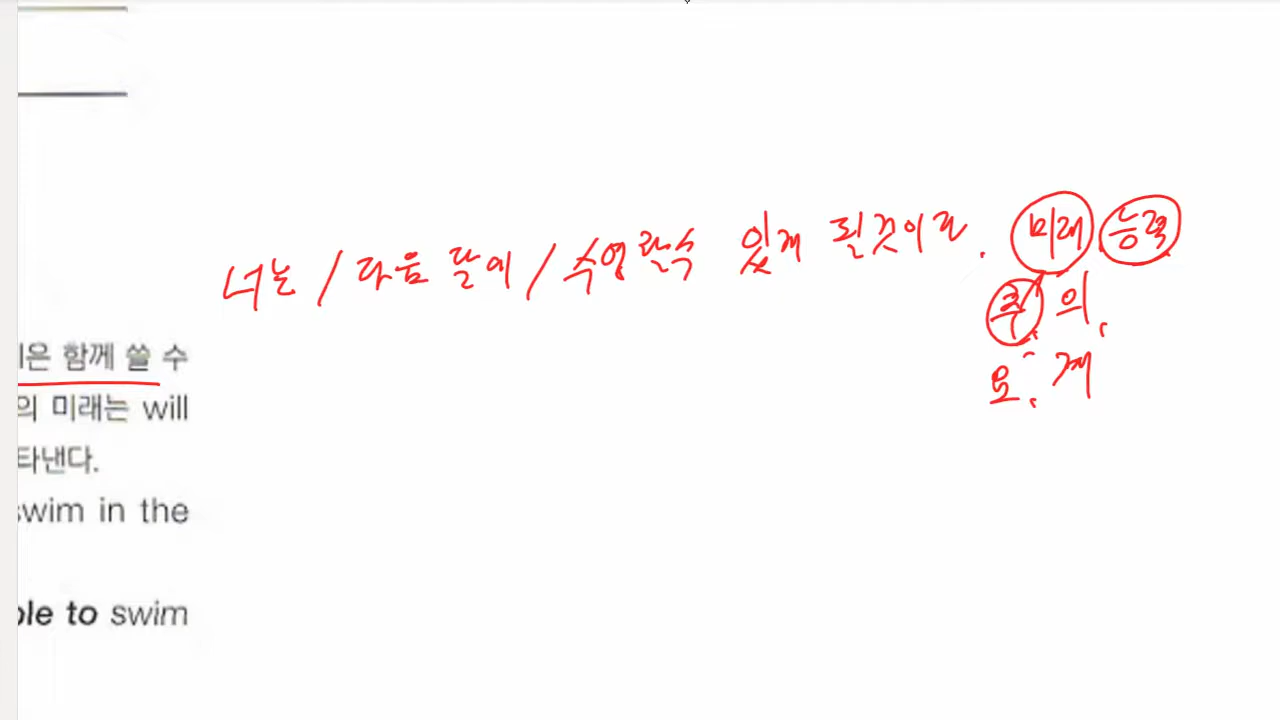 너는 / 다음 달에 / 수영할수 있게 될것이다. 미래 능력
주, 의,
은 함께 쓸 수
요, 계
의 미래는 will
타낸다.
swim in the
ble to swim